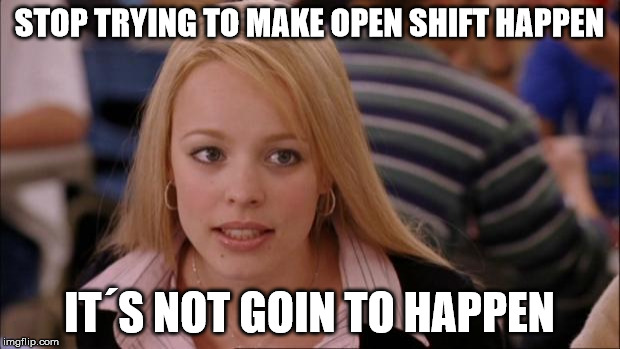 STOP TRYING TO MAKE OPEN SHIFT HAPPEN
IT´S NOT GOIN TO HAPPEN
imgflip.com